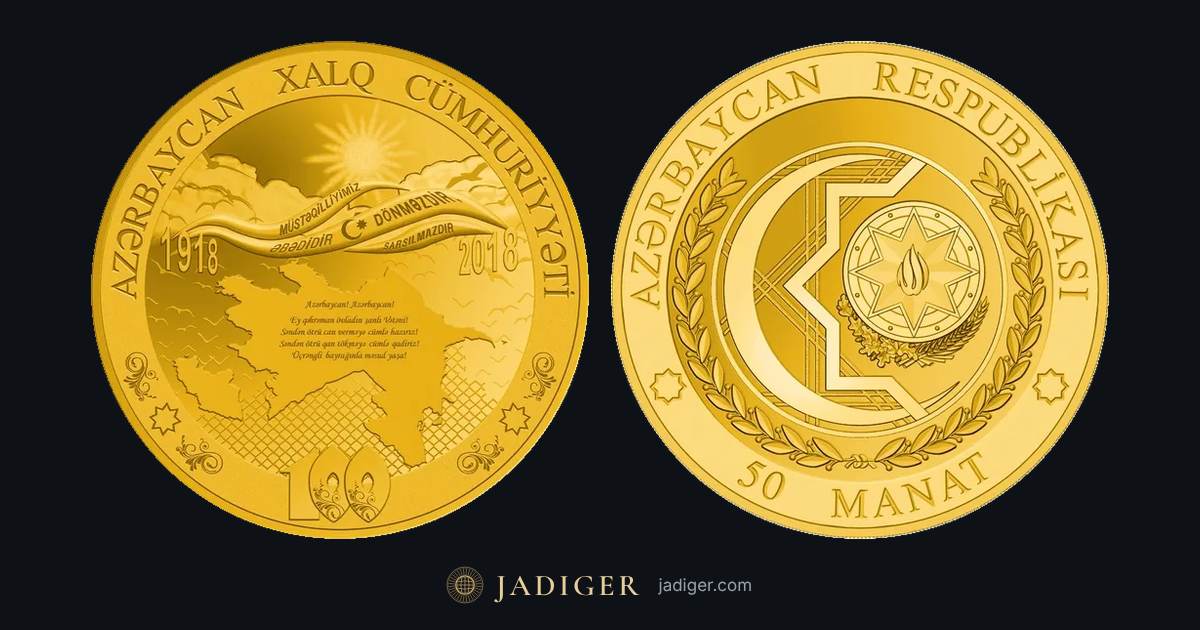 AZƏRBAYCAN XALQ CÜMHURİYYƏTİ
MÜSTƏQİLLİYİMİZ
ƏBƏDİDİR
DÖNMƏZDİR
SARSILMAZDIR
1918
2018
Azərbaycan! Azərbaycan!
Ey qəhrəman övladın şanlı Vətəni!
Səndən ötrü can verməyə cümlə hazırız!
Səndən ötrü qan tökməyə cümlə qadiriz!
Üçrəngli bayrağınla məsud yaşa!
100
AZƏRBAYCAN RESPUBLİKASI
50 MANAT
JADIGER
jadiger.com